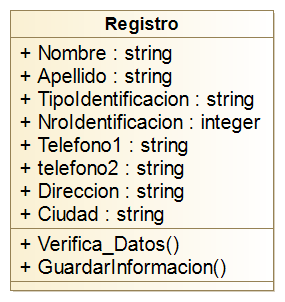 Registro
+ Nombre : string
+ Apellido : string
+ TipoIdentificacion : string
+ NroIdentificacion : integer
+ Telefono1 : string
+ telefono2 : string
+ Direccion : string
+ Ciudad : string
+ Verifica_Datos()
+ GuardarInformacion()